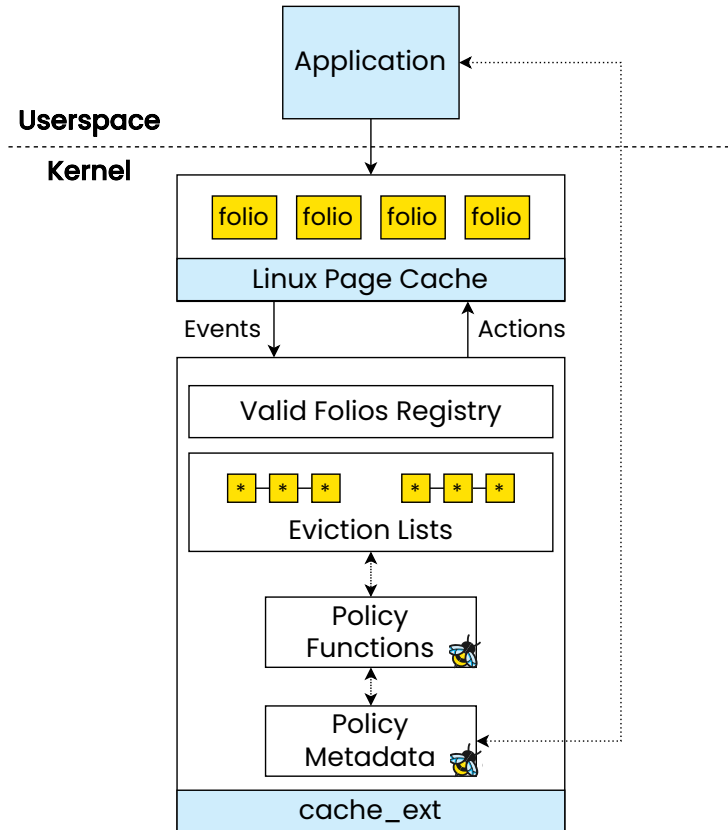 Application
Userspace
Kernel
folio folio folio folio
Linux Page Cache
Events
Actions
Valid Folios Registry
* * * * * *
Eviction Lists
Policy
Functions
Policy
Metadata
cache_ext